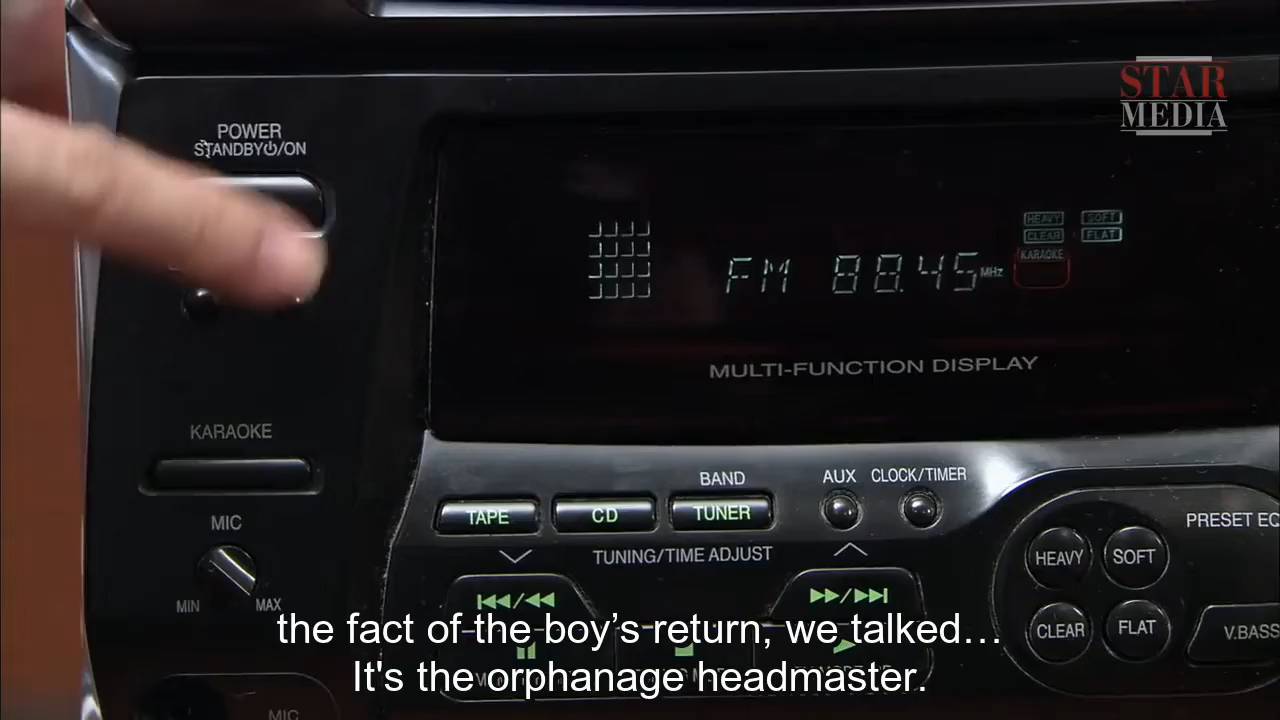 STAR
MEDIA
POWER
STANDBY⏻/ON
HEAVY SOFT
CLEAR FLAT
KARAOKE
FM 88.45 MHz
MULTI-FUNCTION DISPLAY
KARAOKE
BAND
AUX
CLOCK/TIMER
TAPE
CD
TUNER
MIC
MIN
MAX
TUNING/TIME ADJUST
PRESET EQ
HEAVY
SOFT
CLEAR
FLAT
V.BASS
the fact of the boy’s return, we talked…
It's the orphanage headmaster.
MIC